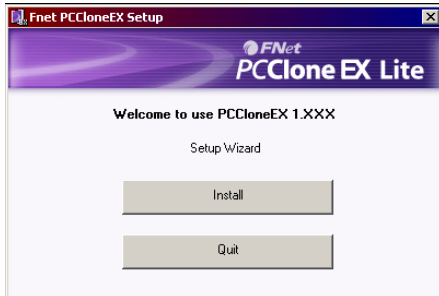 Fnet PCCloneEX Setup
FNet
PCClone EX Lite
Welcome to use PCCloneEX 1.XXX
Setup Wizard
Install
Quit